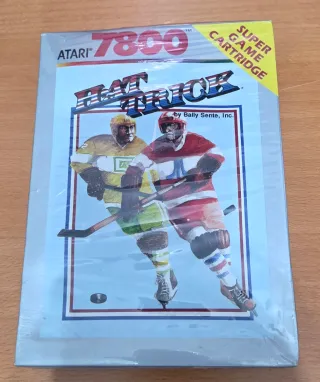 ATARI® 7800
SUPER
GAME
CARTRIDGE
HAT
TRICK
by Bally Sente, Inc.